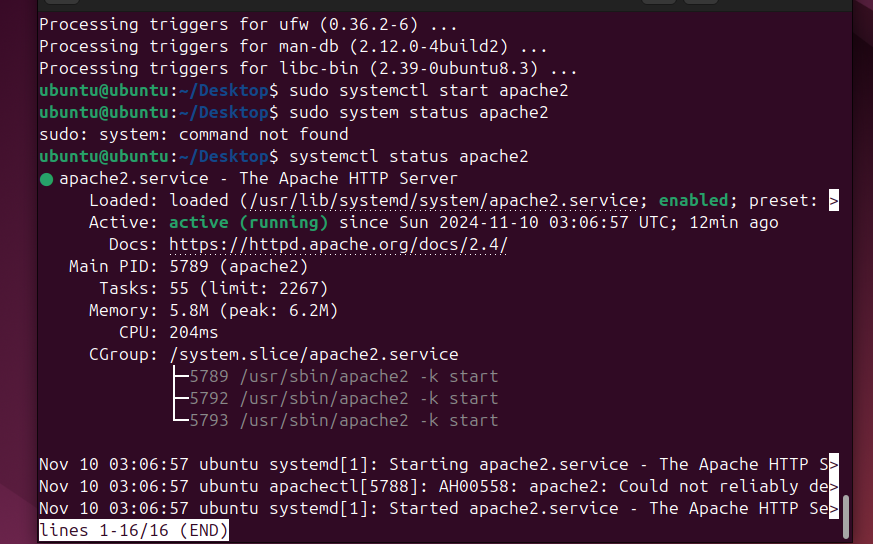 Processing triggers for ufw (0.36.2-6) ...
Processing triggers for man-db (2.12.0-4build2) ...
Processing triggers for libc-bin (2.39-0ubuntu8.3) ...
ubuntu@ubuntu:~/Desktop$ sudo systemctl start apache2
ubuntu@ubuntu:~/Desktop$ sudo system status apache2
sudo: system: command not found
ubuntu@ubuntu:~/Desktop$ systemctl status apache2
● apache2.service - The Apache HTTP Server
     Loaded: loaded (/usr/lib/systemd/system/apache2.service; enabled; preset: >
     Active: active (running) since Sun 2024-11-10 03:06:57 UTC; 12min ago
       Docs: https://httpd.apache.org/docs/2.4/
   Main PID: 5789 (apache2)
      Tasks: 55 (limit: 2267)
     Memory: 5.8M (peak: 6.2M)
        CPU: 204ms
     CGroup: /system.slice/apache2.service
             ├─5789 /usr/sbin/apache2 -k start
             ├─5792 /usr/sbin/apache2 -k start
             └─5793 /usr/sbin/apache2 -k start
Nov 10 03:06:57 ubuntu systemd[1]: Starting apache2.service - The Apache HTTP S>
Nov 10 03:06:57 ubuntu apachectl[5788]: AH00558: apache2: Could not reliably de>
Nov 10 03:06:57 ubuntu systemd[1]: Started apache2.service - The Apache HTTP Se>
lines 1-16/16 (END)